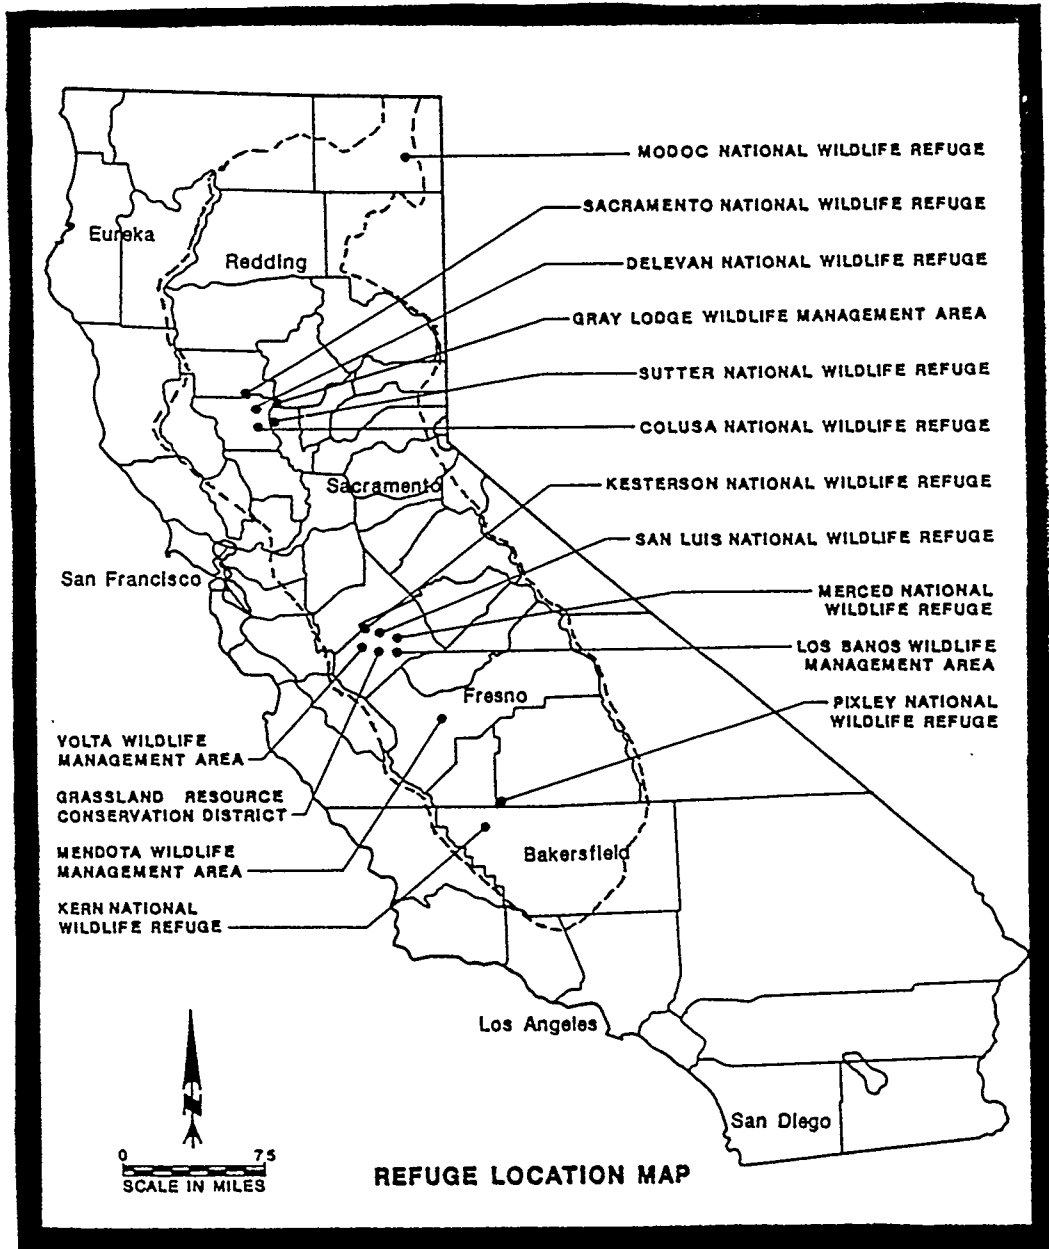 MODOC NATIONAL WILDLIFE REFUGE
SACRAMENTO NATIONAL WILDLIFE REFUGE
Eureka
Redding
DELEVAN NATIONAL WILDLIFE REFUGE
GRAY LODGE WILDLIFE MANAGEMENT AREA
SUTTER NATIONAL WILDLIFE REFUGE
COLUSA NATIONAL WILDLIFE REFUGE
Sacramento
KESTERSON NATIONAL WILDLIFE REFUGE
SAN LUIS NATIONAL WILDLIFE REFUGE
San Francisco
MERCED NATIONAL
WILDLIFE REFUGE
LOS BANOS WILDLIFE
MANAGEMENT AREA
Fresno
PIXLEY NATIONAL
WILDLIFE REFUGE
VOLTA WILDLIFE
MANAGEMENT AREA
GRASSLAND RESOURCE
CONSERVATION DISTRICT
MENDOTA WILDLIFE
MANAGEMENT AREA
Bakersfield
KERN NATIONAL
WILDLIFE REFUGE
Los Angeles
San Diego
N
0 75
SCALE IN MILES
REFUGE LOCATION MAP